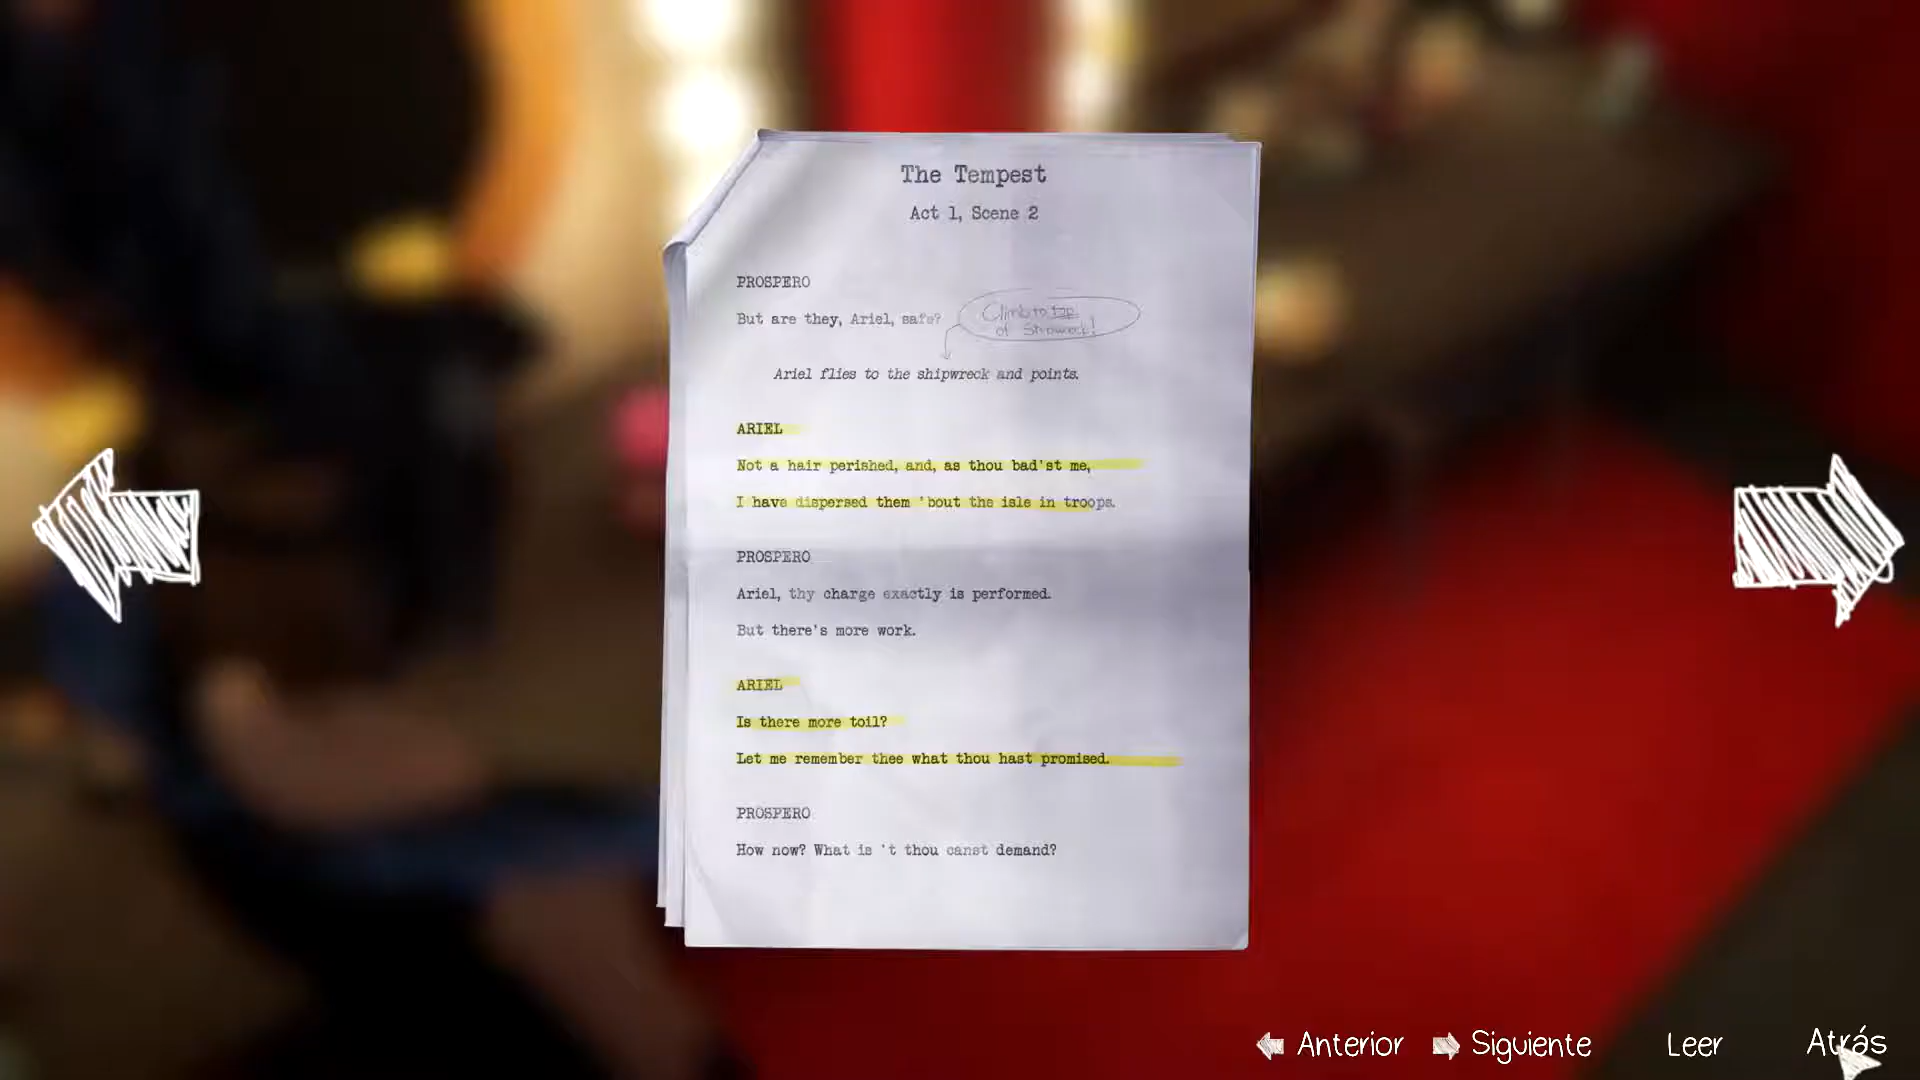 The Tempest
Act 1, Scene 2
PROSPERO
But are they, Ariel, safe?
Climb to top
of Shipwreck!
Ariel flies to the shipwreck and points.
ARIEL
Not a hair perished, and, as thou bad'st me,
I have dispersed them 'bout the isle in troops.
PROSPERO
Ariel, thy charge exactly is performed.
But there's more work.
ARIEL
Is there more toil?
Let me remember thee what thou hast promised.
PROSPERO
How now? What is 't thou canst demand?
Anterior Siguiente Leer Atrás